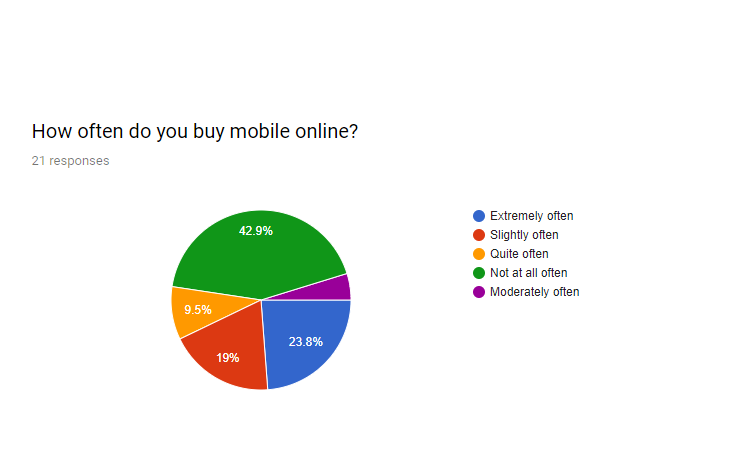 How often do you buy mobile online?
21 responses
42.9%
9.5%
19%
23.8%
Extremely often
Slightly often
Quite often
Not at all often
Moderately often